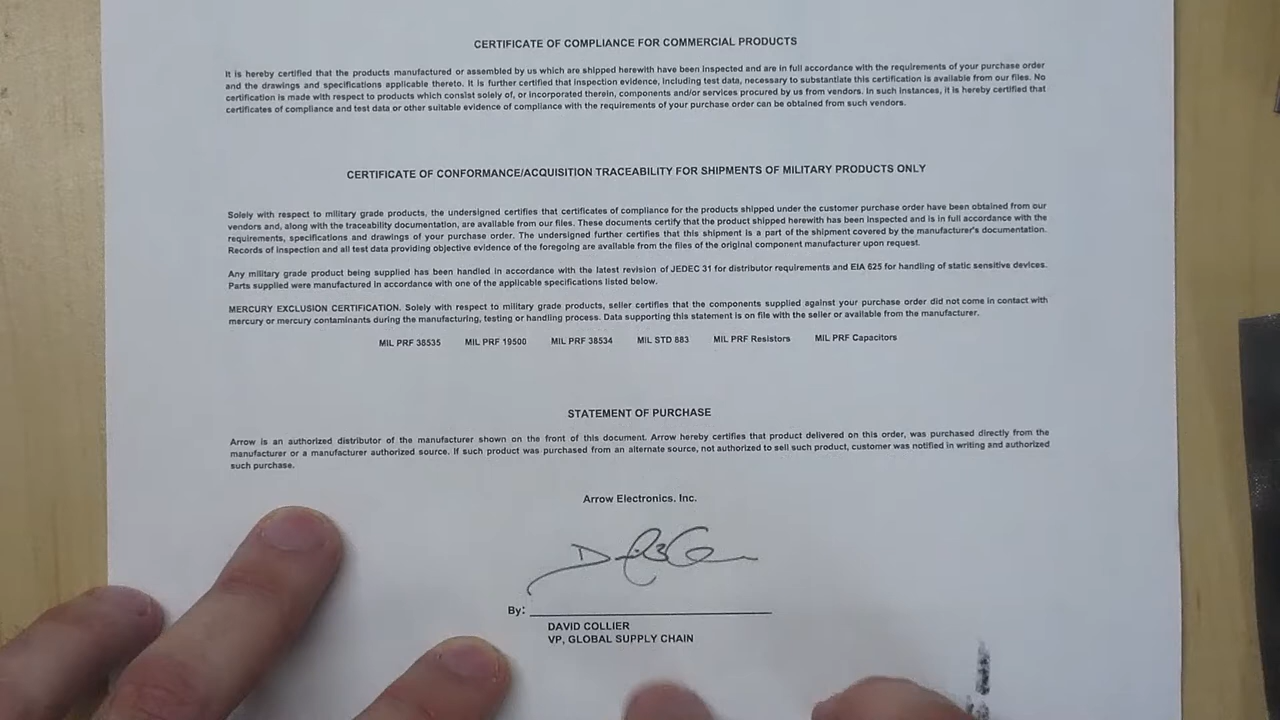 CERTIFICATE OF COMPLIANCE FOR COMMERCIAL PRODUCTS
It is hereby certified that the products manufactured or assembled by us which are shipped herewith have been inspected and are in full accordance with the requirements of your purchase order
and the drawings and specifications applicable thereto. It is further certified that inspection evidence, including test data, necessary to substantiate this certification is available from our files. No
certification is made with respect to products which consist solely of, or incorporated therein, components and/or services procured by us from vendors. In such instances, it is hereby certified that
certificates of compliance and test data or other suitable evidence of compliance with the requirements of your purchase order can be obtained from such vendors.
CERTIFICATE OF CONFORMANCE/ACQUISITION TRACEABILITY FOR SHIPMENTS OF MILITARY PRODUCTS ONLY
Solely with respect to military grade products, the undersigned certifies that certificates of compliance for the products shipped under the customer purchase order have been obtained from our
vendors and, along with the traceability documentation, are available from our files. These documents certify that the product shipped herewith has been inspected and is in full accordance with the
requirements, specifications and drawings of your purchase order. The undersigned further certifies that this shipment is a part of the shipment covered by the manufacturer's documentation.
Records of inspection and all test data providing objective evidence of the foregoing are available from the files of the original component manufacturer upon request.
Any military grade product being supplied has been handled in accordance with the latest revision of JEDEC 31 for distributor requirements and EIA 625 for handling of static sensitive devices.
Parts supplied were manufactured in accordance with one of the applicable specifications listed below.
MERCURY EXCLUSION CERTIFICATION. Solely with respect to military grade products, seller certifies that the components supplied against your purchase order did not come in contact with
mercury or mercury contaminants during the manufacturing, testing or handling process. Data supporting this statement is on file with the seller or available from the manufacturer.
MIL PRF 38535 MIL PRF 19500 MIL PRF 38534 MIL STD 883 MIL PRF Resistors MIL PRF Capacitors
STATEMENT OF PURCHASE
Arrow is an authorized distributor of the manufacturer shown on the front of this document. Arrow hereby certifies that product delivered on this order, was purchased directly from the
manufacturer or a manufacturer authorized source. If such product was purchased from an alternate source, not authorized to sell such product, customer was notified in writing and authorized
such purchase.
Arrow Electronics. Inc.
By:
DAVID COLLIER
VP, GLOBAL SUPPLY CHAIN